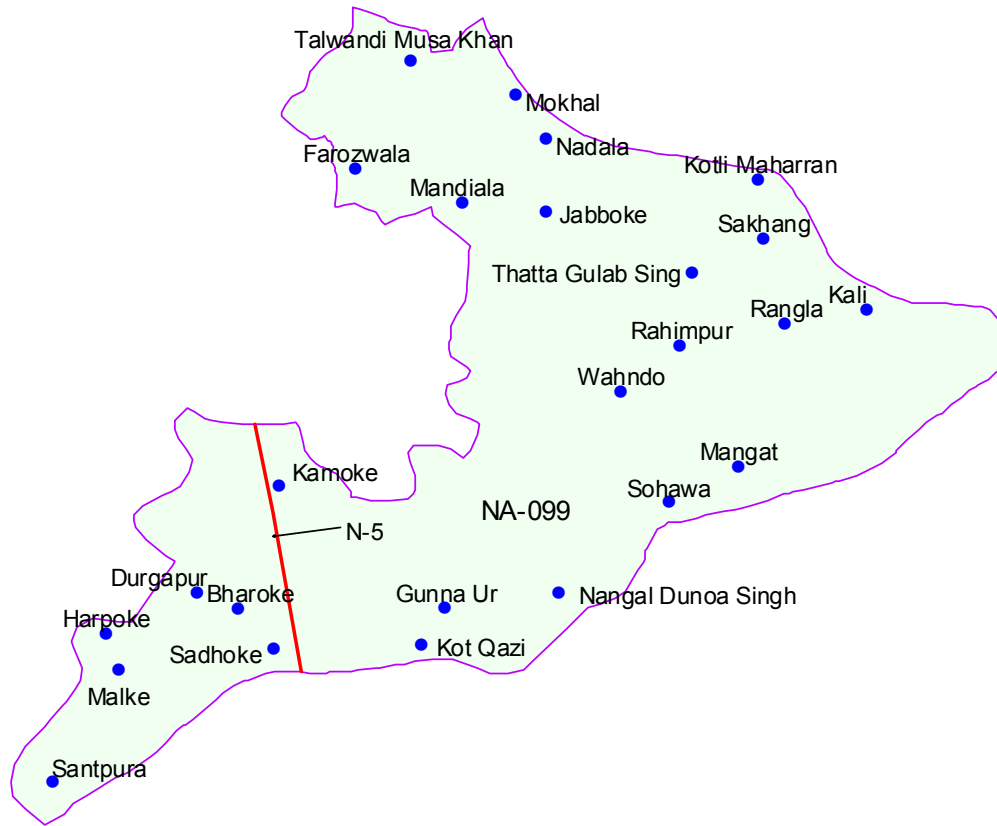 Talwandi Musa Khan
Mokhal
Nadala
Farozwala
Kotli Maharran
Mandiala
Jabboke
Sakhang
Thatta Gulab Sing
Kali
Rangla
Rahimpur
Wahndo
Mangat
Kamoke
Sohawa
NA-099
N-5
Durgapur
Bharoke
Gunna Ur
Nangal Dunoa Singh
Harpoke
Sadhoke
Kot Qazi
Malke
Santpura